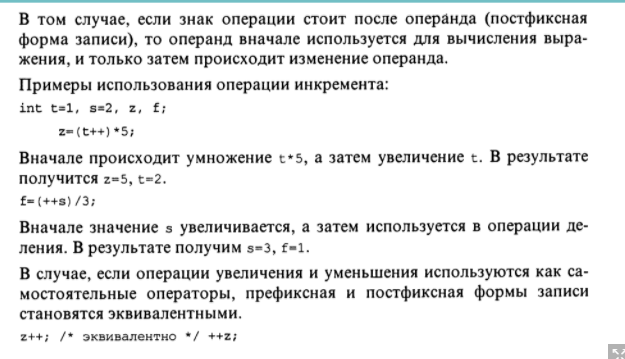 В том случае, если знак операции стоит после операнда (постфиксная
форма записи), то операнд вначале используется для вычисления выра-
жения, и только затем происходит изменение операнда.
Примеры использования операции инкремента:
int t=1, s=2, z, f;
z=(t++)*5;
Вначале происходит умножение t*5, а затем увеличение t. В результате
получится z=5, t=2.
f=(++s)/3;
Вначале значение s увеличивается, а затем используется в операции де-
ления. В результате получим s=3, f=1.
В случае, если операции увеличения и уменьшения используются как са-
мостоятельные операторы, префиксная и постфиксная формы записи
становятся эквивалентными.
z++; /* эквивалентно */ ++z;